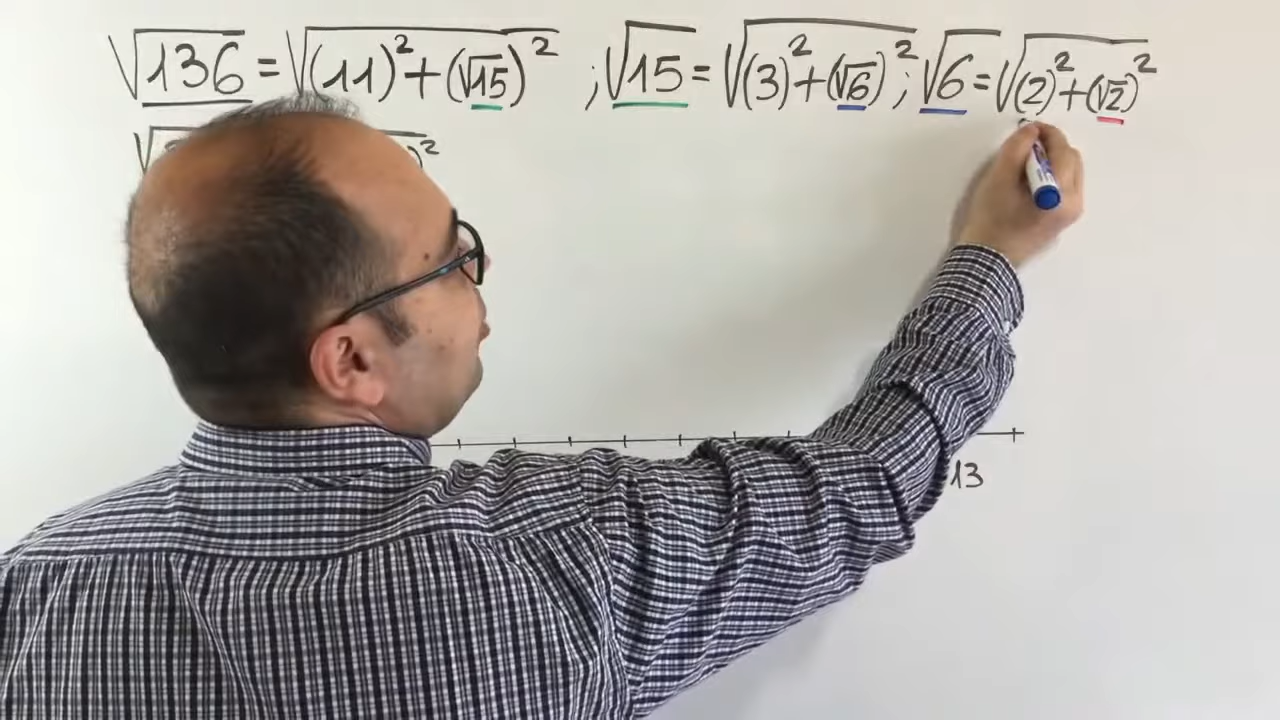 √136 = √(11)²+(√15)² ; √15 = √(3)²+(√6)² ; √6 = √(2)²+(√2)²
√ )²
13